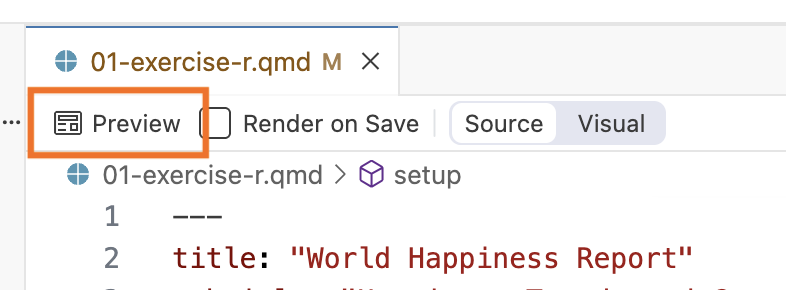 01-exercise-r.qmd M
... Preview Render on Save Source Visual
01-exercise-r.qmd > setup
1 ---
2 title: "World Happiness Report"